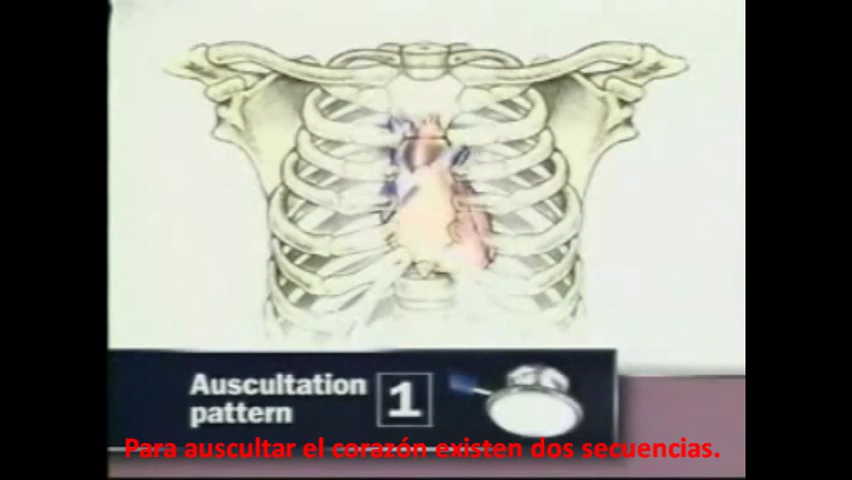 Auscultation
pattern
1
Para auscultar el corazón existen dos secuencias.